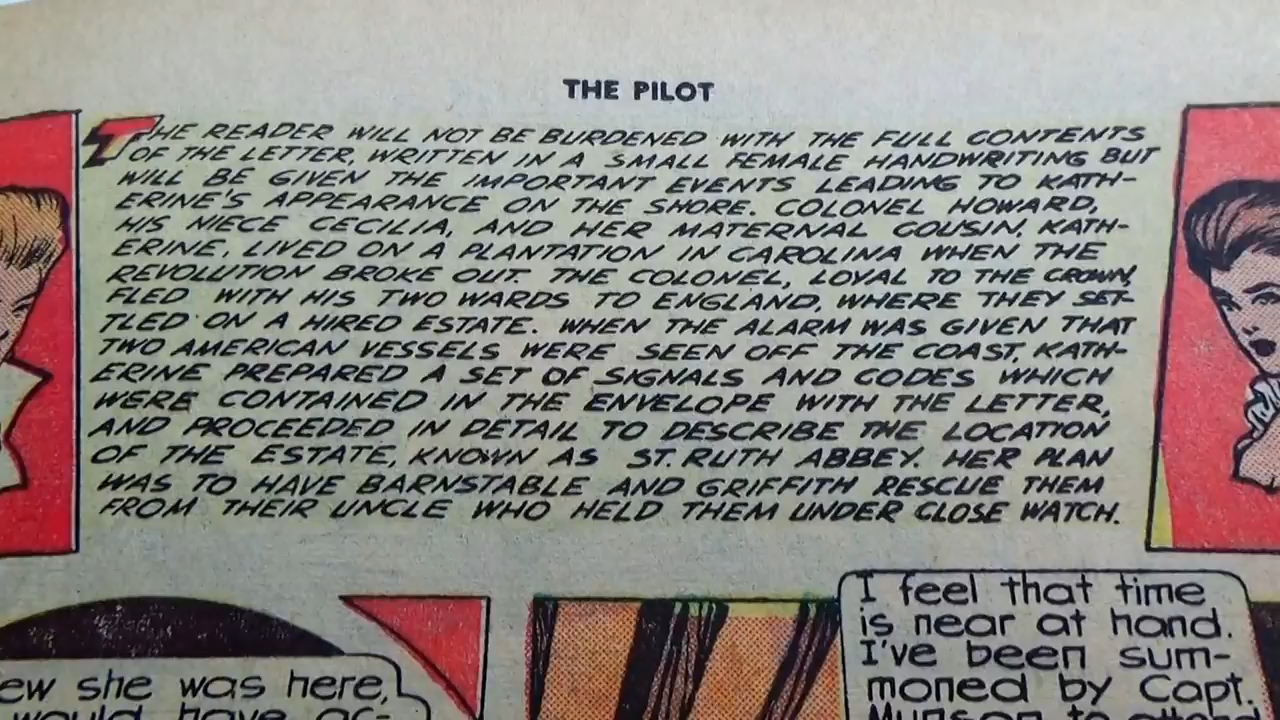 THE PILOT
THE READER WILL NOT BE BURDENED WITH THE FULL CONTENTS
OF THE LETTER, WRITTEN IN A SMALL FEMALE HANDWRITING BUT
WILL BE GIVEN THE IMPORTANT EVENTS LEADING TO KATH-
ERINE'S APPEARANCE ON THE SHORE. COLONEL HOWARD,
HIS NIECE CECILIA, AND HER MATERNAL COUSIN, KATH-
ERINE, LIVED ON A PLANTATION IN CAROLINA WHEN THE
REVOLUTION BROKE OUT. THE COLONEL, LOYAL TO THE CROWN,
FLED WITH HIS TWO WARDS TO ENGLAND, WHERE THEY SET-
TLED ON A HIRED ESTATE. WHEN THE ALARM WAS GIVEN THAT
TWO AMERICAN VESSELS WERE SEEN OFF THE COAST, KATH-
ERINE PREPARED A SET OF SIGNALS AND CODES WHICH
WERE CONTAINED IN THE ENVELOPE WITH THE LETTER,
AND PROCEEDED IN DETAIL TO DESCRIBE THE LOCATION
OF THE ESTATE, KNOWN AS ST. RUTH ABBEY. HER PLAN
WAS TO HAVE BARNSTABLE AND GRIFFITH RESCUE THEM
FROM THEIR UNCLE WHO HELD THEM UNDER CLOSE WATCH.
ew she was here,
would have ac-
I feel that time
is near at hand.
I've been sum-
moned by Capt.
Munson to attend